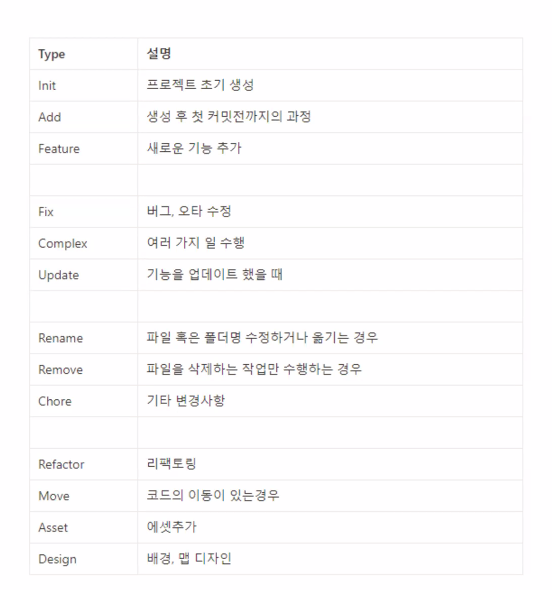 Type 설명
Init 프로젝트 초기 생성
Add 생성 후 첫 커밋전까지의 과정
Feature 새로운 기능 추가
Fix 버그, 오타 수정
Complex 여러 가지 일 수행
Update 기능을 업데이트 했을 때
Rename 파일 혹은 폴더명 수정하거나 옮기는 경우
Remove 파일을 삭제하는 작업만 수행하는 경우
Chore 기타 변경사항
Refactor 리팩토링
Move 코드의 이동이 있는경우
Asset 에셋추가
Design 배경, 맵 디자인